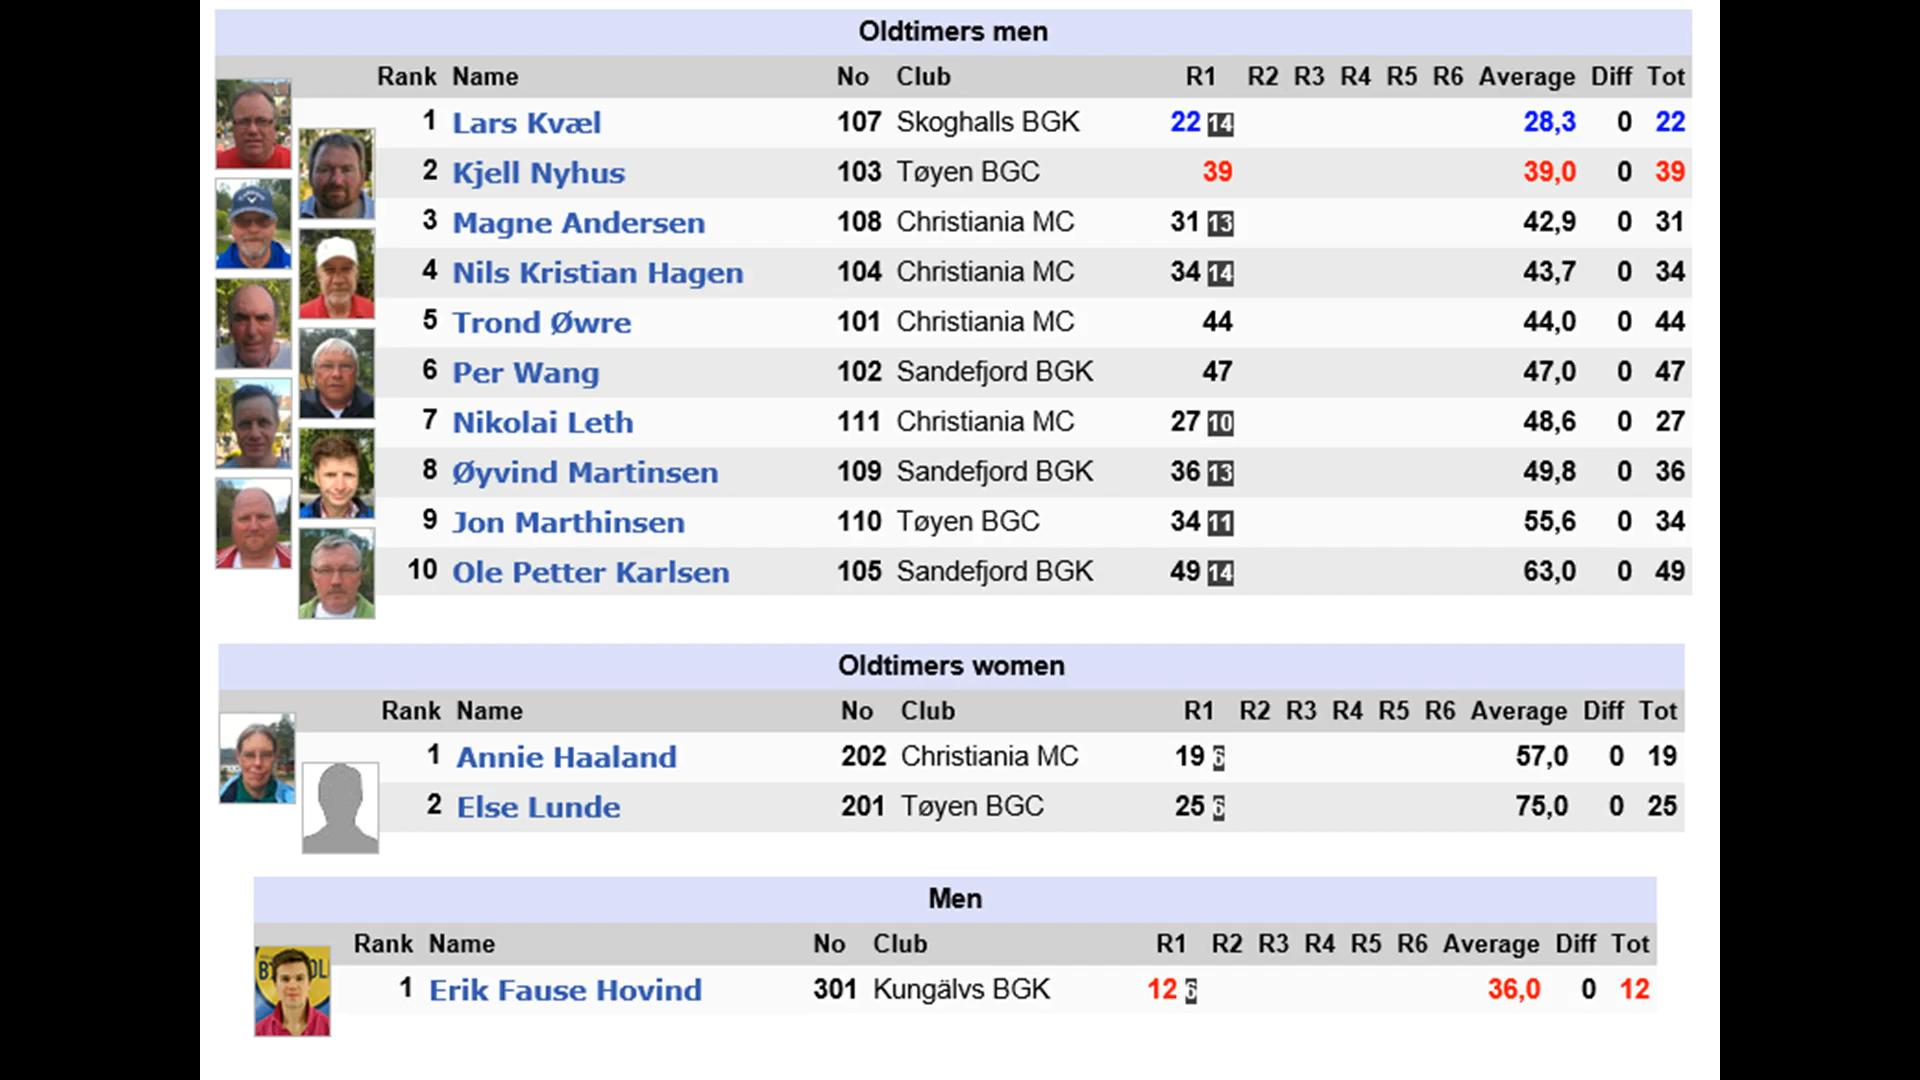 Oldtimers men
Rank Name No Club R1 R2 R3 R4 R5 R6 Average Diff Tot
1 Lars Kvæl 107 Skoghalls BGK 22 14 28,3 0 22
2 Kjell Nyhus 103 Tøyen BGC 39 39,0 0 39
3 Magne Andersen 108 Christiania MC 31 13 42,9 0 31
4 Nils Kristian Hagen 104 Christiania MC 34 14 43,7 0 34
5 Trond Øwre 101 Christiania MC 44 44,0 0 44
6 Per Wang 102 Sandefjord BGK 47 47,0 0 47
7 Nikolai Leth 111 Christiania MC 27 10 48,6 0 27
8 Øyvind Martinsen 109 Sandefjord BGK 36 13 49,8 0 36
9 Jon Marthinsen 110 Tøyen BGC 34 11 55,6 0 34
10 Ole Petter Karlsen 105 Sandefjord BGK 49 14 63,0 0 49
Oldtimers women
Rank Name No Club R1 R2 R3 R4 R5 R6 Average Diff Tot
1 Annie Haaland 202 Christiania MC 19 6 57,0 0 19
2 Else Lunde 201 Tøyen BGC 25 6 75,0 0 25
Men
Rank Name No Club R1 R2 R3 R4 R5 R6 Average Diff Tot
1 Erik Fause Hovind 301 Kungälvs BGK 12 6 36,0 0 12